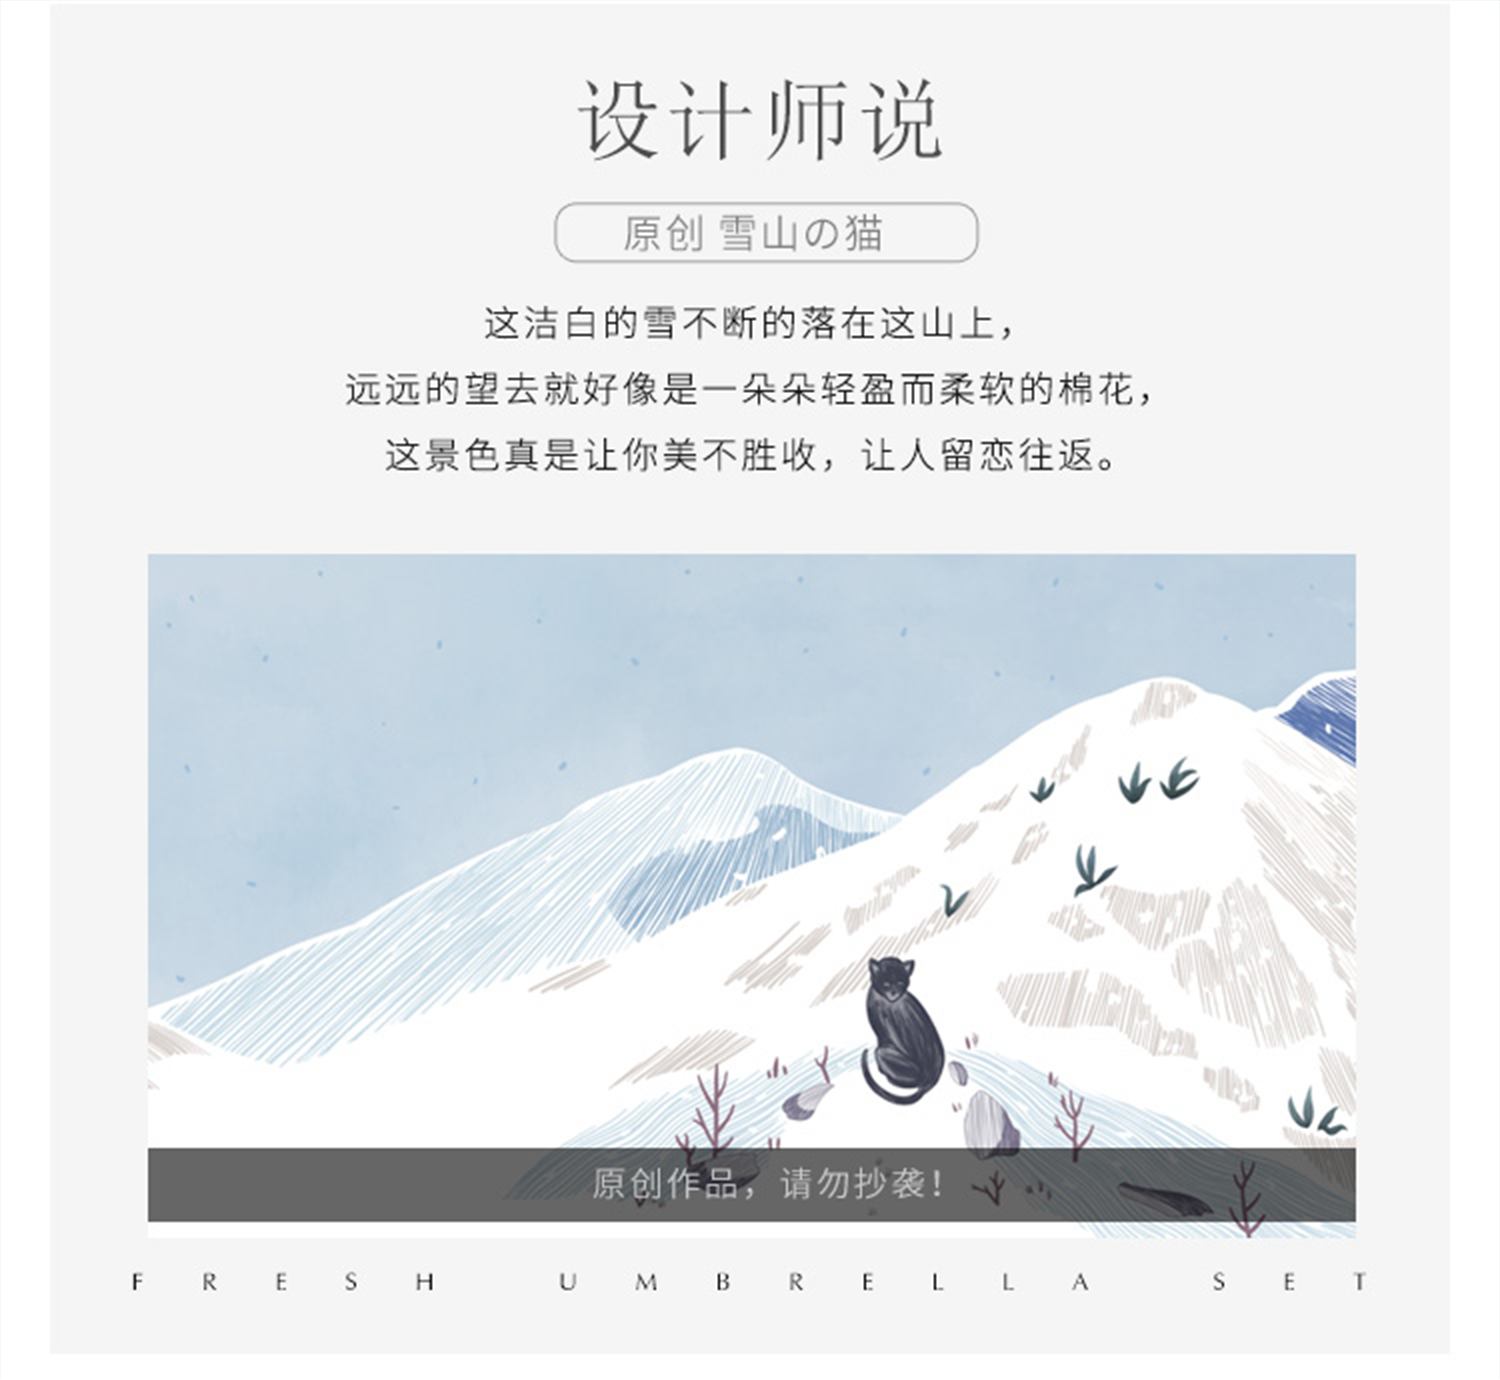 设计师说
原创 雪山の猫
这洁白的雪不断的落在这山上，
远远的望去就好像是一朵朵轻盈而柔软的棉花，
这景色真是让你美不胜收，让人留恋往返。
原创作品，请勿抄袭！
FRESH UMBRELLA SET